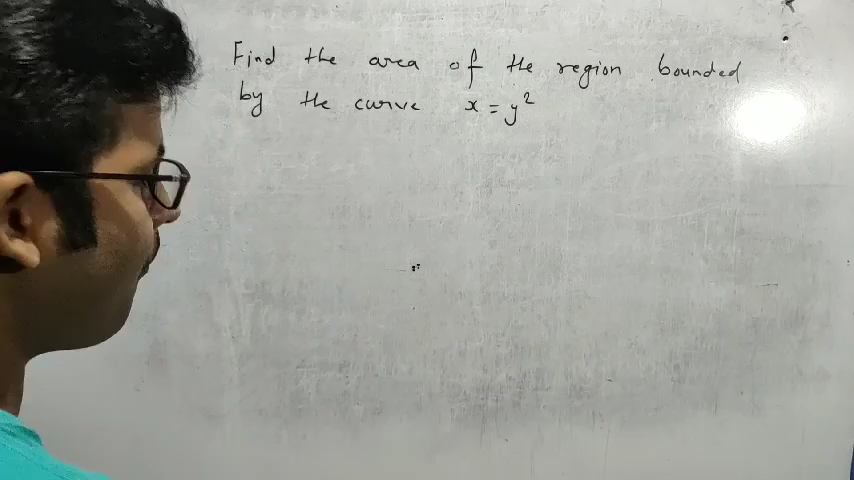 Find the area of the region bounded
by the curve x = y²